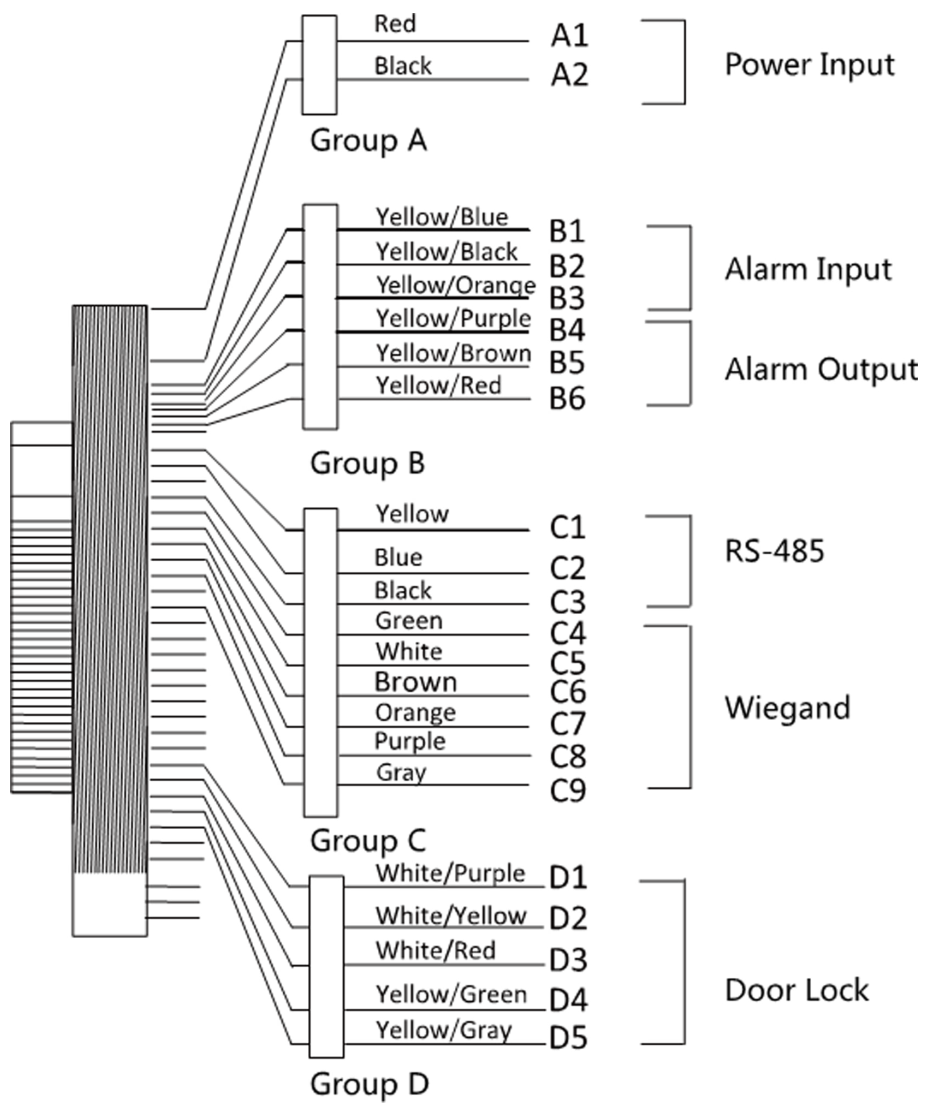 Red A1
Black A2
Power Input
Group A
Yellow/Blue B1
Yellow/Black B2
Yellow/Orange B3
Alarm Input
Yellow/Purple B4
Yellow/Brown B5
Yellow/Red B6
Alarm Output
Group B
Yellow C1
Blue C2
Black C3
RS-485
Green C4
White C5
Brown C6
Orange C7
Purple C8
Gray C9
Wiegand
Group C
White/Purple D1
White/Yellow D2
White/Red D3
Yellow/Green D4
Yellow/Gray D5
Door Lock
Group D